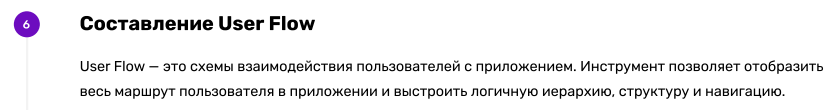 6
Составление User Flow
User Flow — это схемы взаимодействия пользователей с приложением. Инструмент позволяет отобразить
весь маршрут пользователя в приложении и выстроить логичную иерархию, структуру и навигацию.